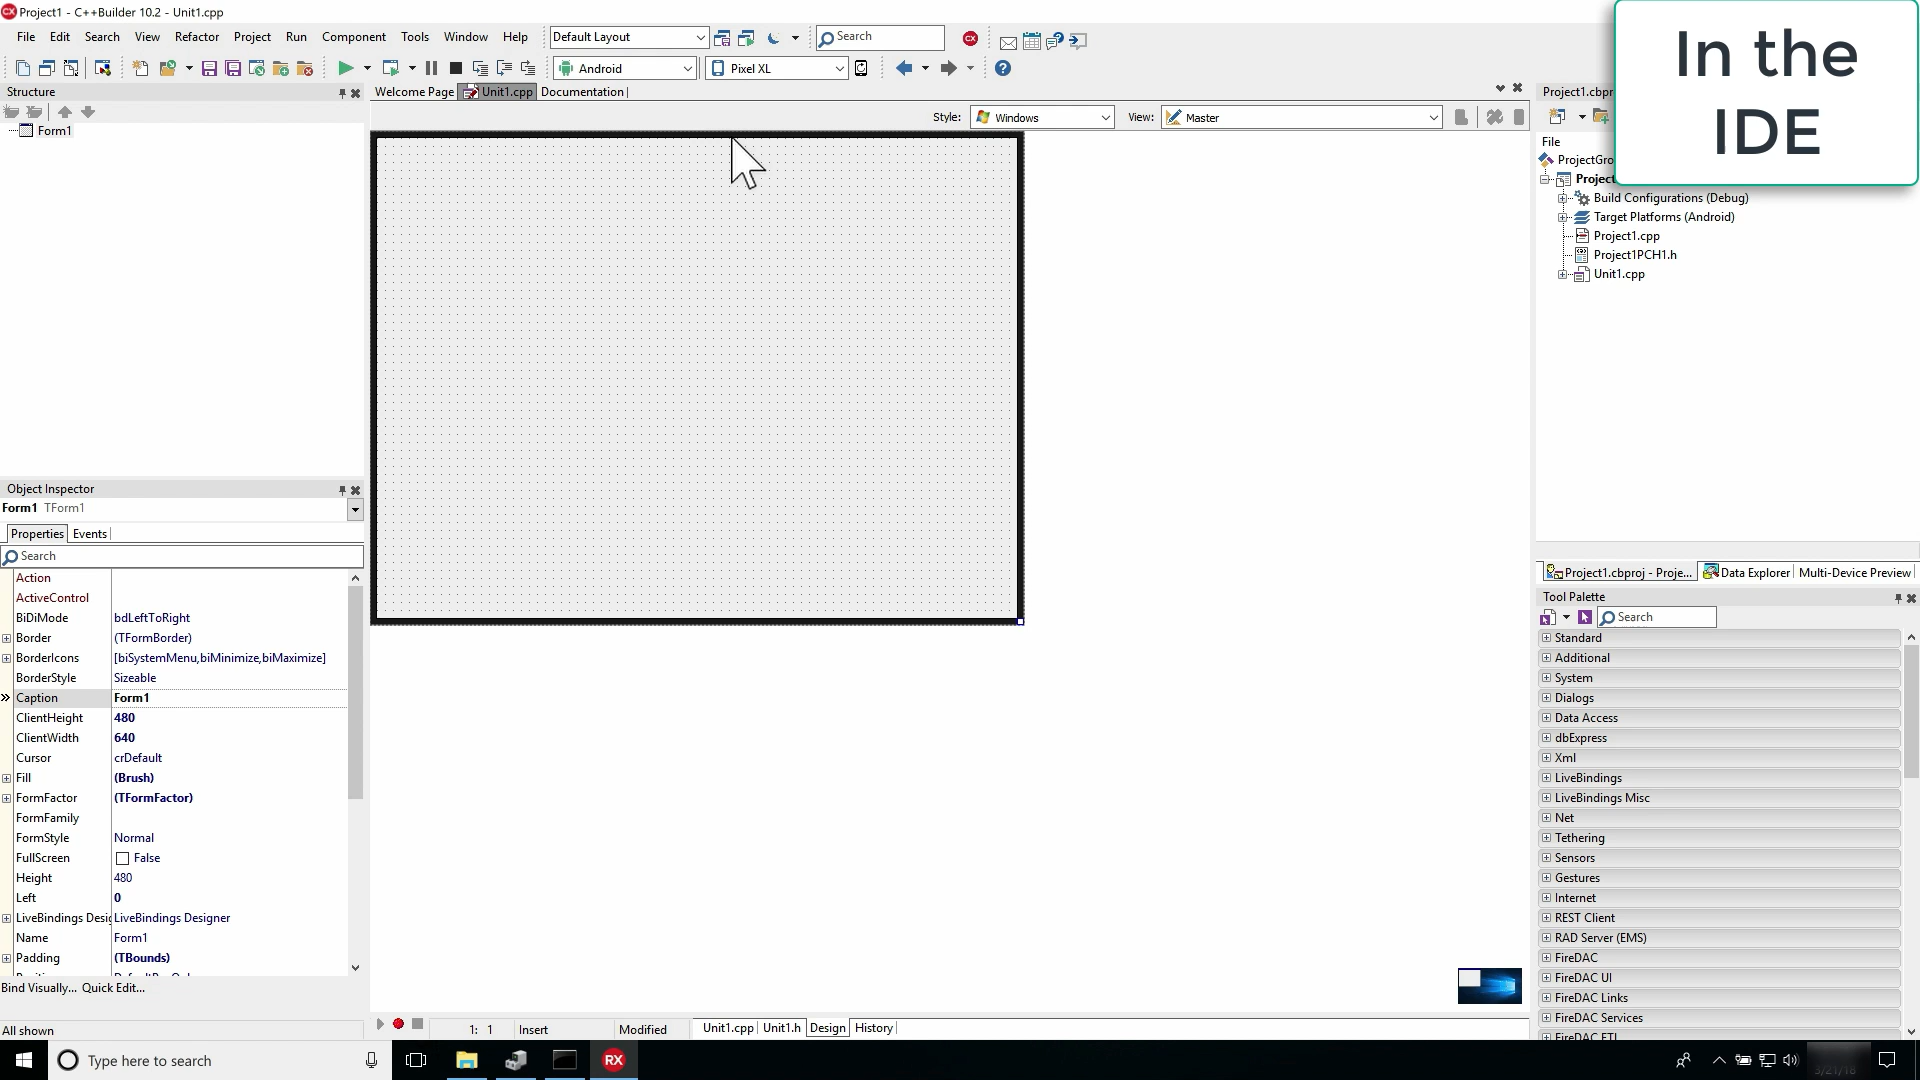 Project1 - C++Builder 10.2 - Unit1.cpp
File Edit Search View Refactor Project Run Component Tools Window Help Default Layout Search
Android Pixel XL
In the
IDE
Structure
Form1
Welcome Page Unit1.cpp Documentation
Style: Windows View: Master
Project1.cbpr
File
ProjectGro
Project
Build Configurations (Debug)
Target Platforms (Android)
Project1.cpp
Project1PCH1.h
Unit1.cpp
Object Inspector
Form1 TForm1
Properties Events
Search
Action
ActiveControl
BiDiMode bdLeftToRight
Border (TFormBorder)
BorderIcons [biSystemMenu,biMinimize,biMaximize]
BorderStyle Sizeable
Caption Form1
ClientHeight 480
ClientWidth 640
Cursor crDefault
Fill (Brush)
FormFactor (TFormFactor)
FormFamily
FormStyle Normal
FullScreen False
Height 480
Left 0
LiveBindings Desig LiveBindings Designer
Name Form1
Padding (TBounds)
Bind Visually... Quick Edit...
All shown
Project1.cbproj - Proje... Data Explorer Multi-Device Preview
Tool Palette
Search
Standard
Additional
System
Dialogs
Data Access
dbExpress
Xml
LiveBindings
LiveBindings Misc
Net
Tethering
Sensors
Gestures
Internet
REST Client
RAD Server (EMS)
FireDAC
FireDAC UI
FireDAC Links
FireDAC Services
FireDAC ETL
1: 1 Insert Modified Unit1.cpp Unit1.h Design History
Type here to search
RX